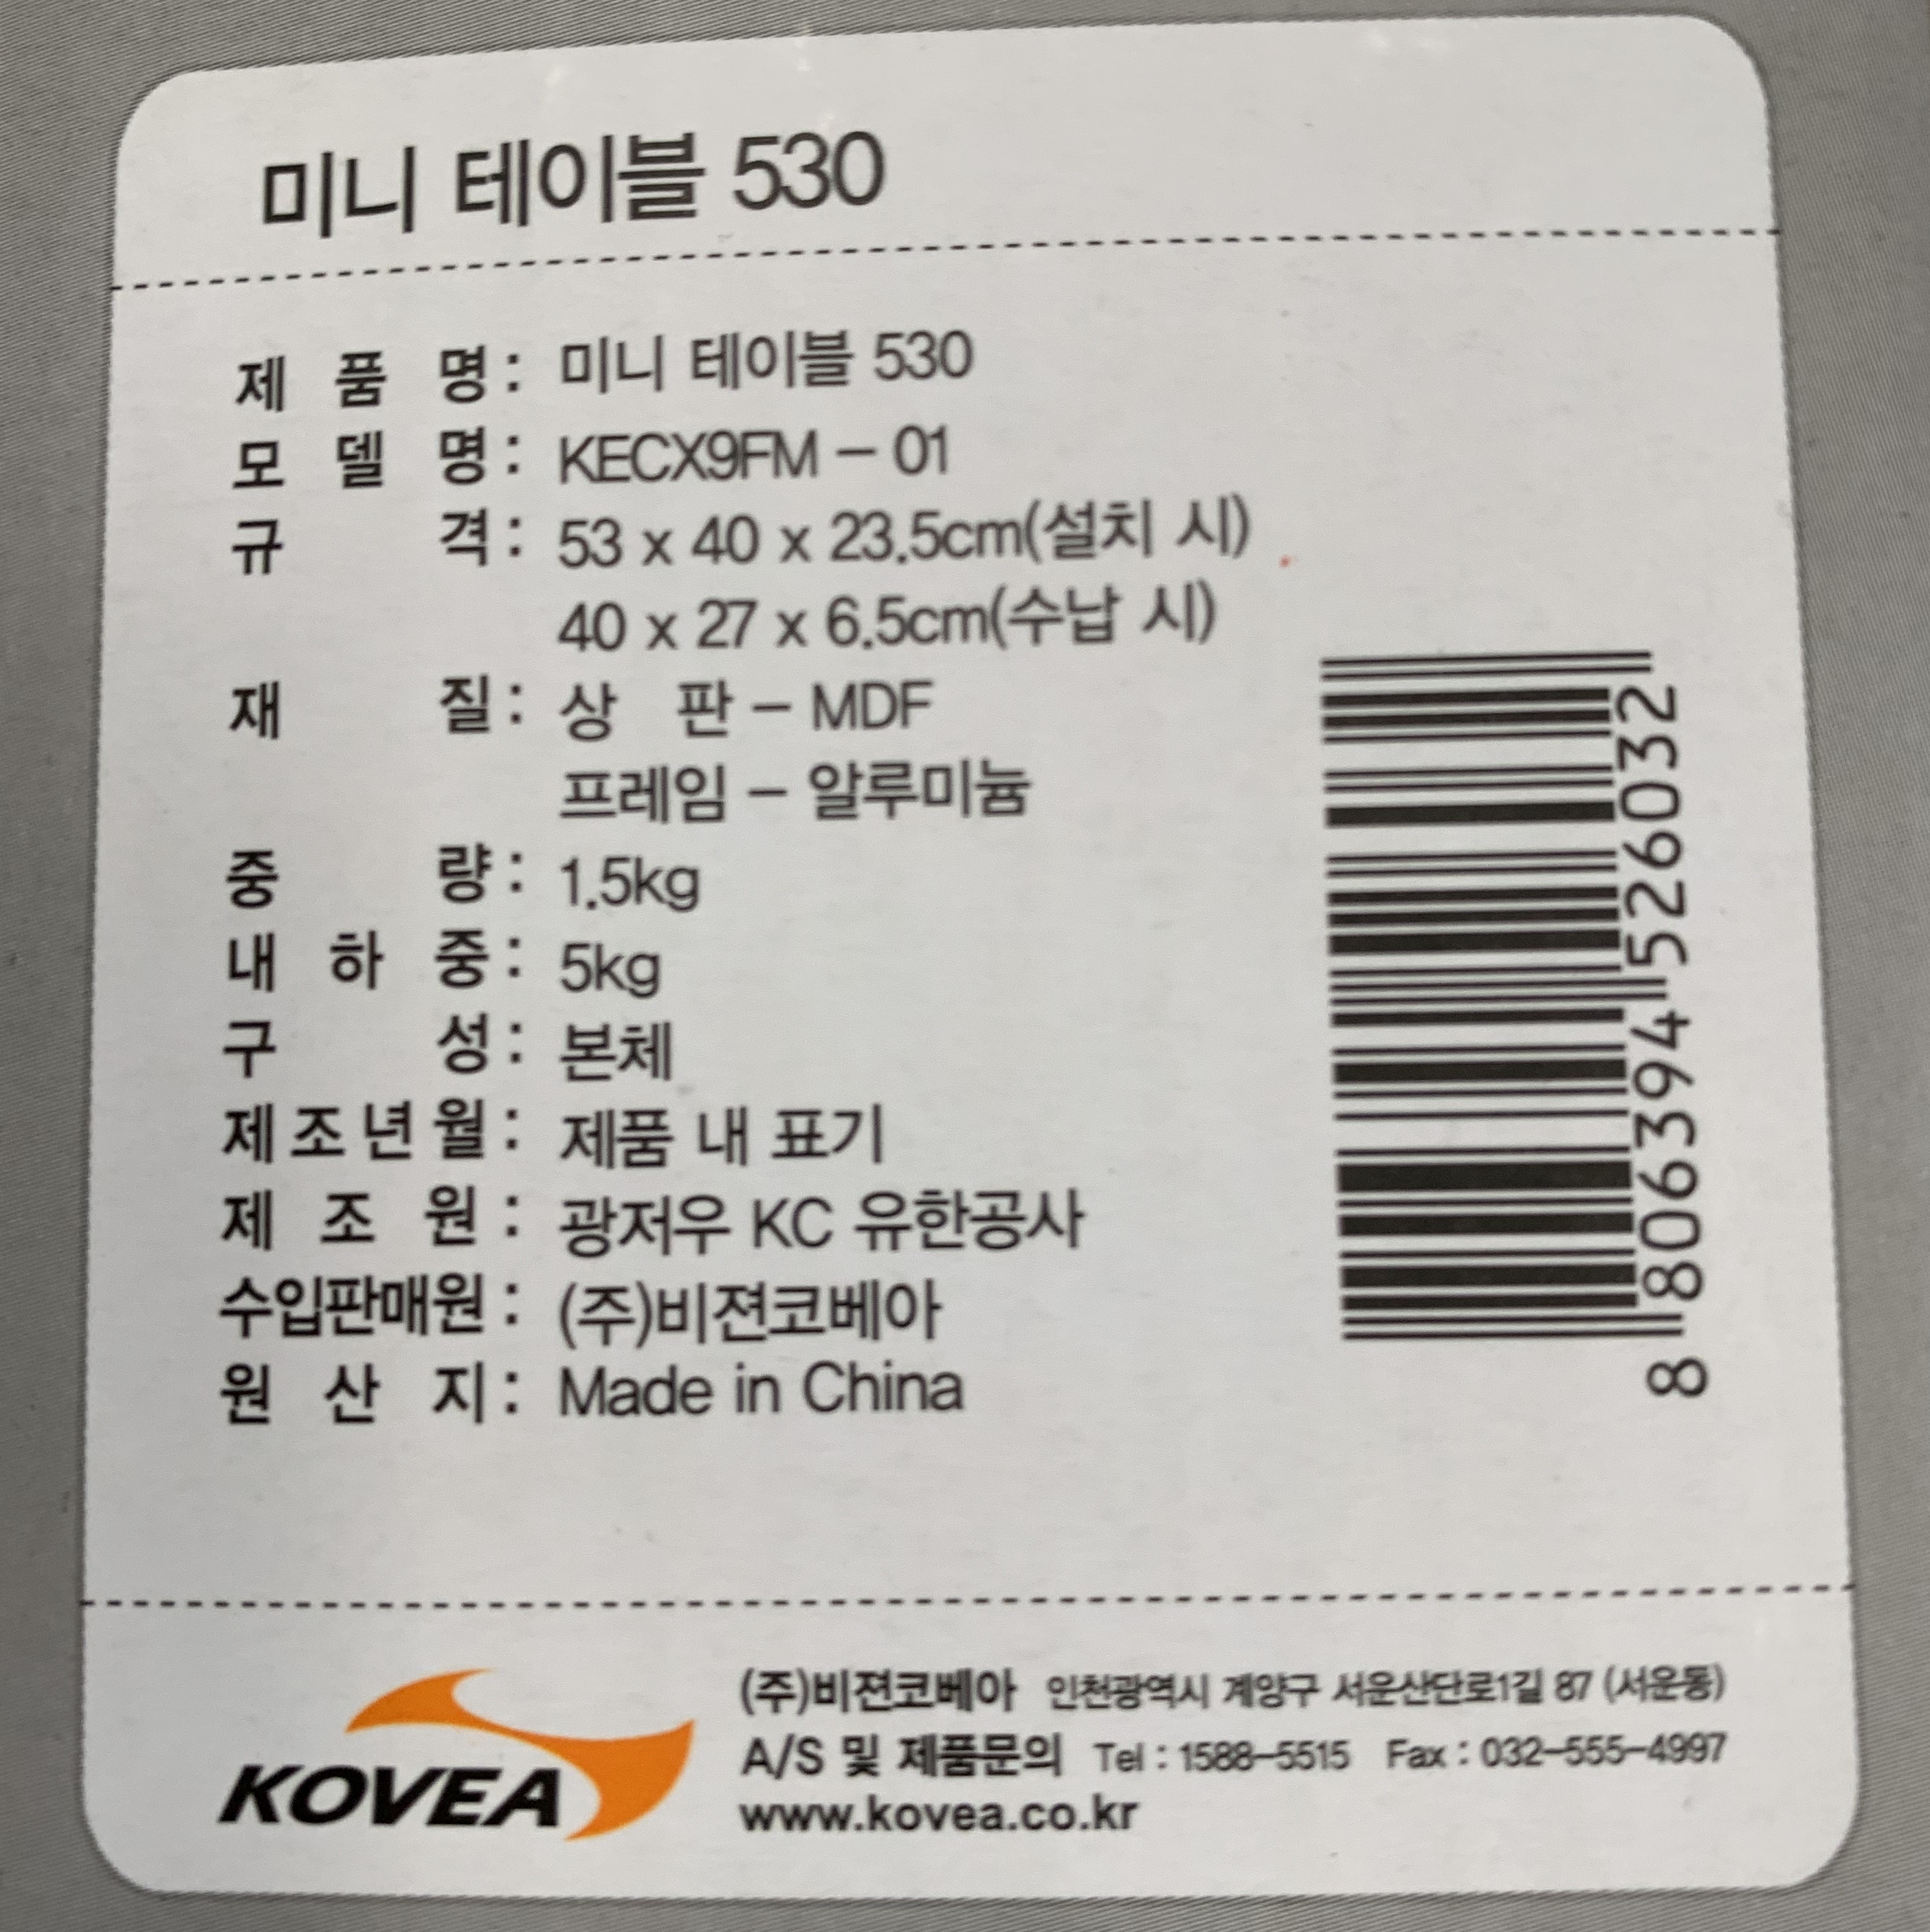 미니 테이블 530
제품명: 미니 테이블 530
모델명: KECX9FM - 01
규격: 53 x 40 x 23.5cm(설치 시)
40 x 27 x 6.5cm(수납 시)
재질: 상 판 - MDF
프레임 - 알루미늄
중량: 1.5kg
내하중: 5kg
구성: 본체
제조년월: 제품 내 표기
제조원: 광저우 KC 유한공사
수입판매원: (주)비젼코베아
원산지: Made in China
8 806394 526032
KOVEA
(주)비젼코베아 인천광역시 계양구 서운산단로1길 87 (서운동)
A/S 및 제품문의 Tel : 1588-5515 Fax : 032-555-4997
www.kovea.co.kr